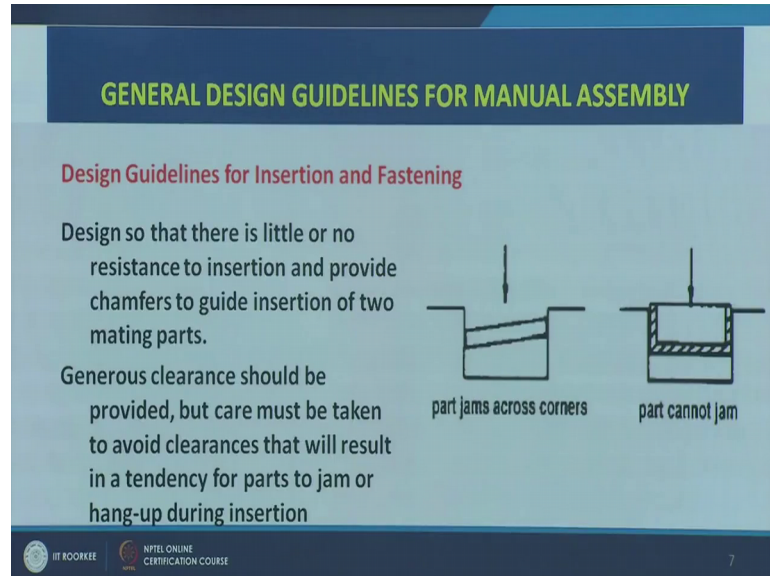 GENERAL DESIGN GUIDELINES FOR MANUAL ASSEMBLY
Design Guidelines for Insertion and Fastening
Design so that there is little or no
resistance to insertion and provide
chamfers to guide insertion of two
mating parts.
Generous clearance should be
provided, but care must be taken
to avoid clearances that will result
in a tendency for parts to jam or
hang-up during insertion
part jams across corners
part cannot jam
IIT ROORKEE
NPTEL ONLINE
CERTIFICATION COURSE
7